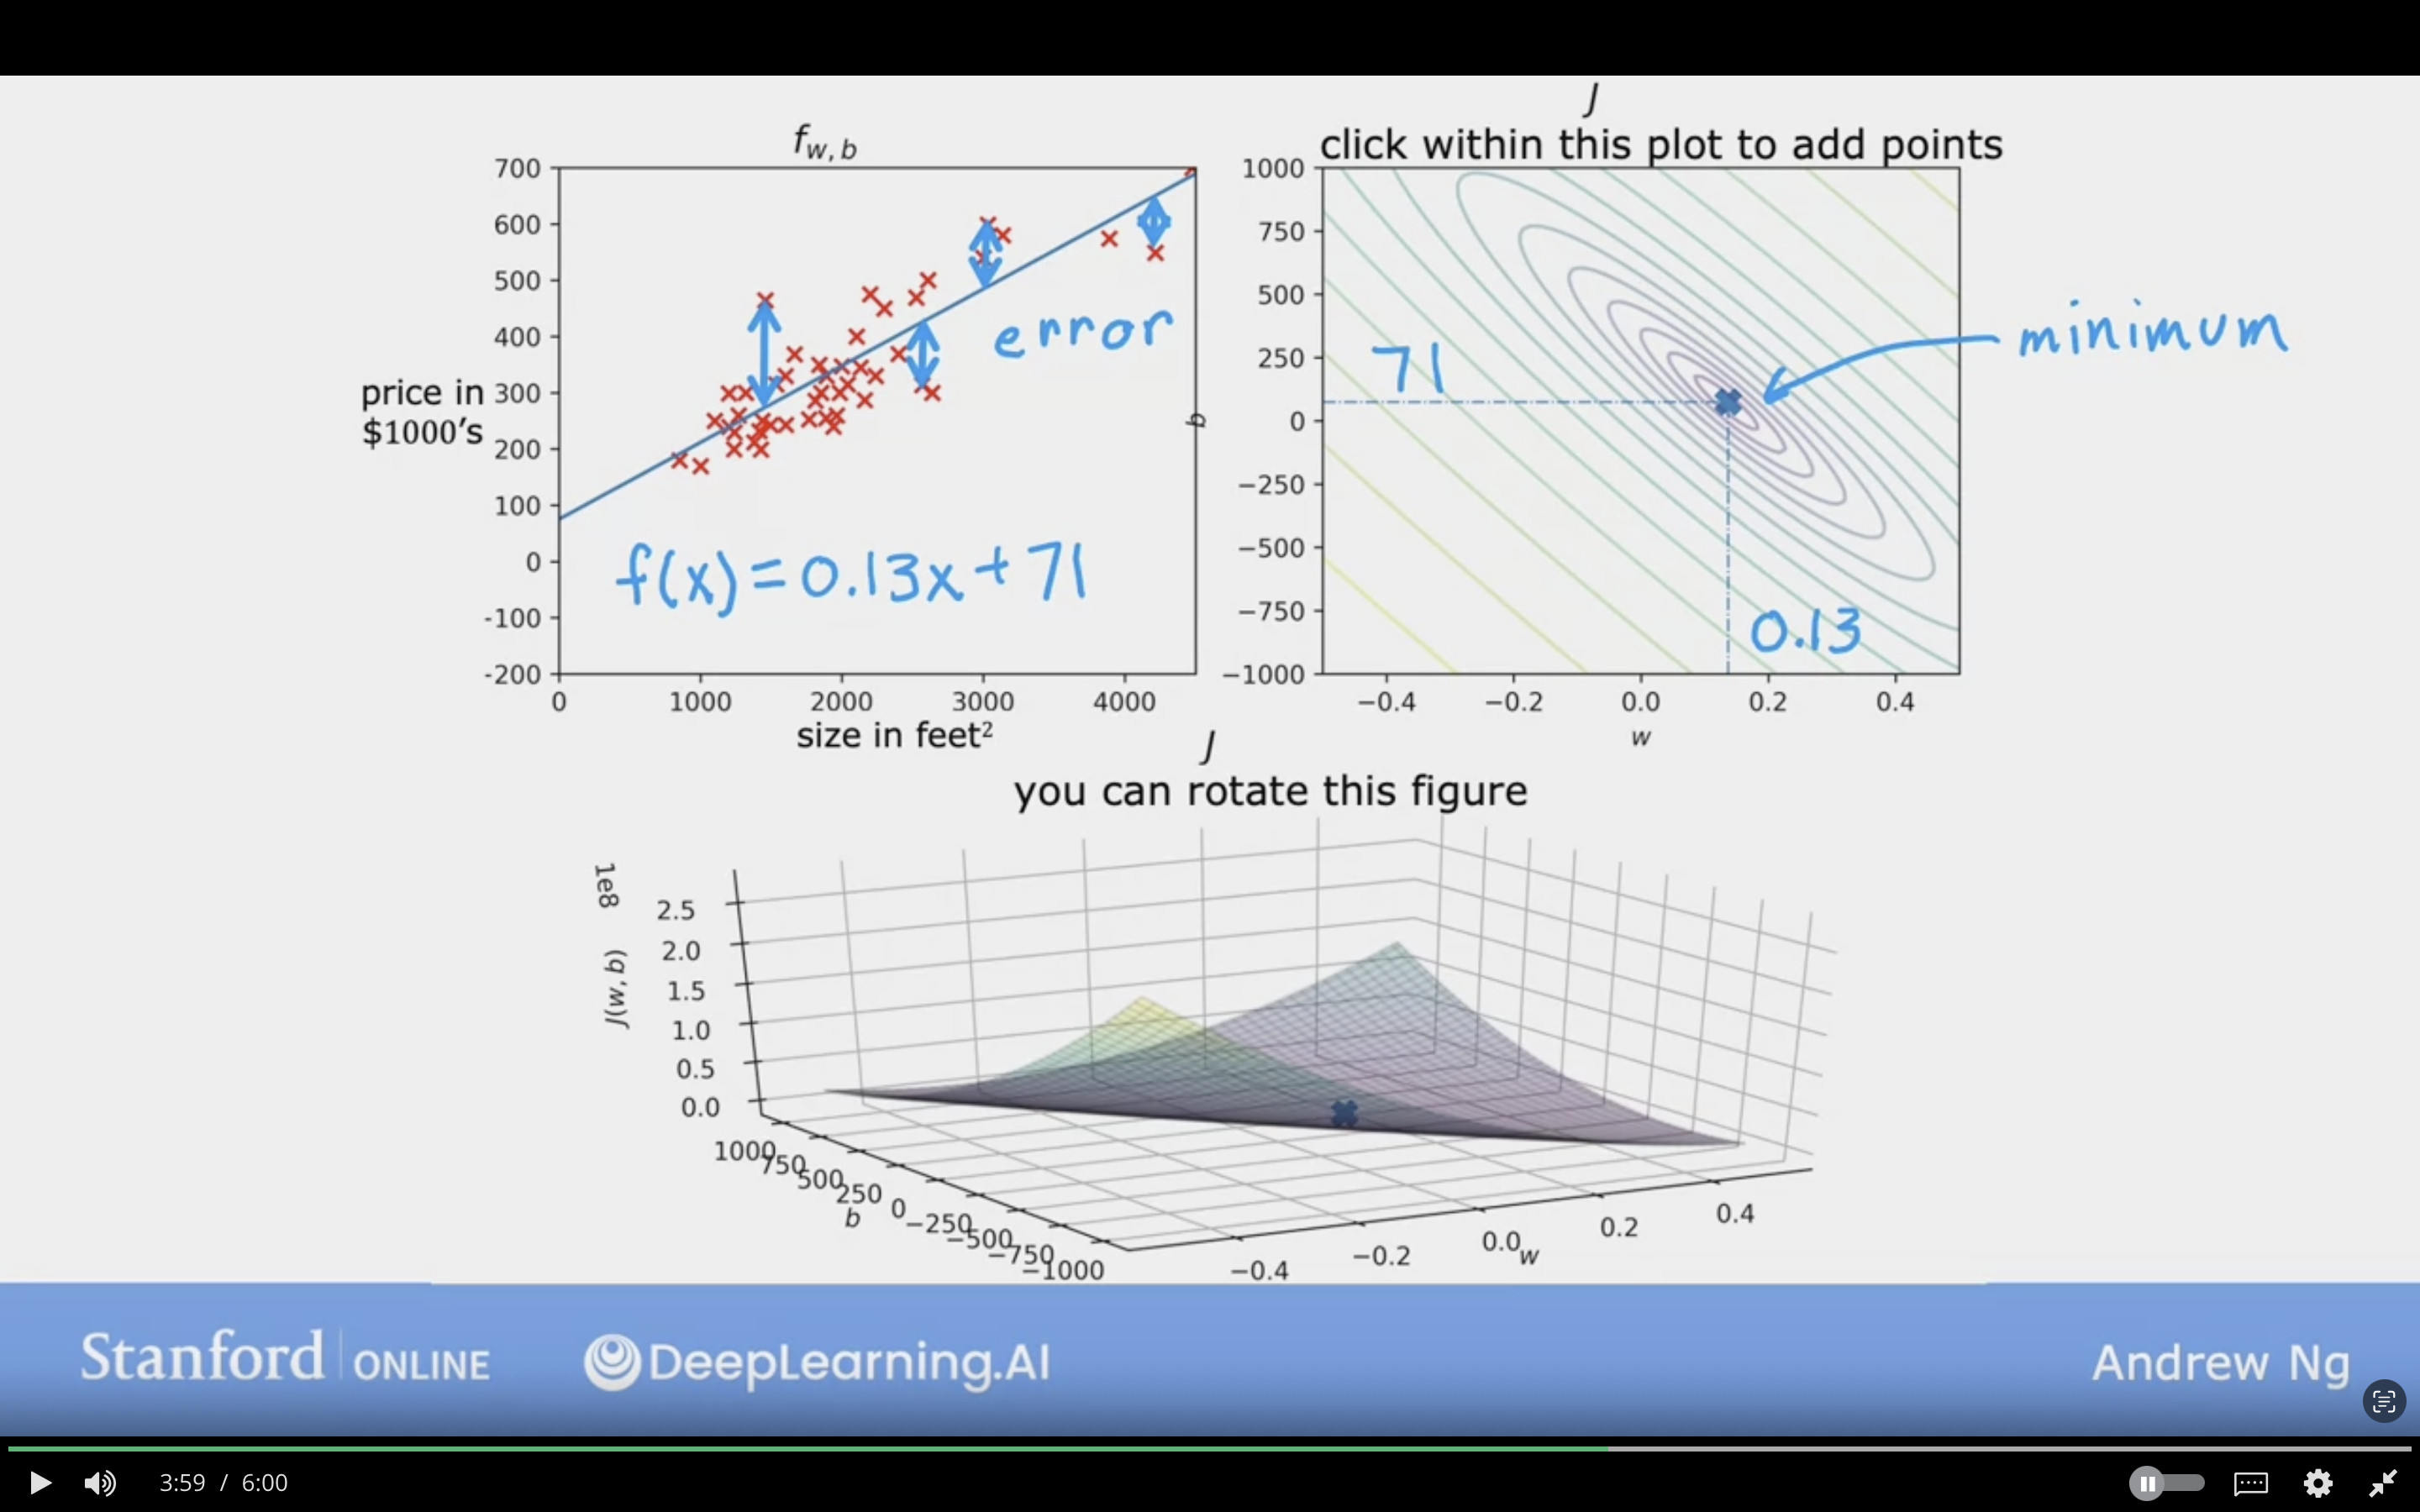 f w, b
700
600
500
400
300
200
100
0
-100
-200
price in
$1000's
error
f(x) = 0.13x + 71
0 1000 2000 3000 4000
size in feet²
J
click within this plot to add points
1000
750
500
250
0
−250
−500
−750
−1000
b
71
minimum
0.13
−0.4 −0.2 0.0 0.2 0.4
w
J
you can rotate this figure
1e8
J(w, b)
2.5
2.0
1.5
1.0
0.5
0.0
1000 750 500 250 0 −250 −500 −750 −1000
b
−0.4 −0.2 0.0 0.2 0.4
w
Stanford | ONLINE DeepLearning.AI Andrew Ng
3:59 / 6:00